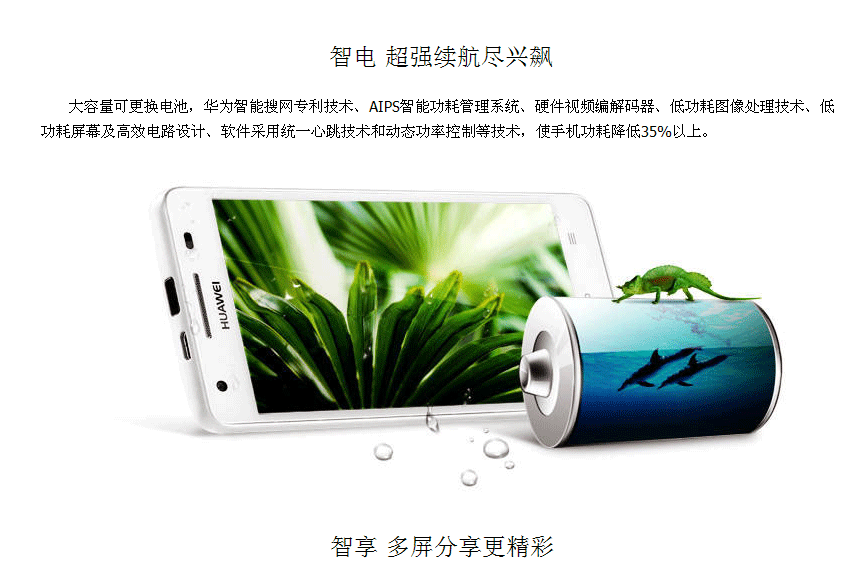 智电 超强续航尽兴飙
大容量可更换电池，华为智能搜网专利技术、AIPS智能功耗管理系统、硬件视频编解码器、低功耗图像处理技术、低
功耗屏幕及高效电路设计、软件采用统一心跳技术和动态功率控制等技术，使手机功耗降低35%以上。
HUAWEI
智享 多屏分享更精彩